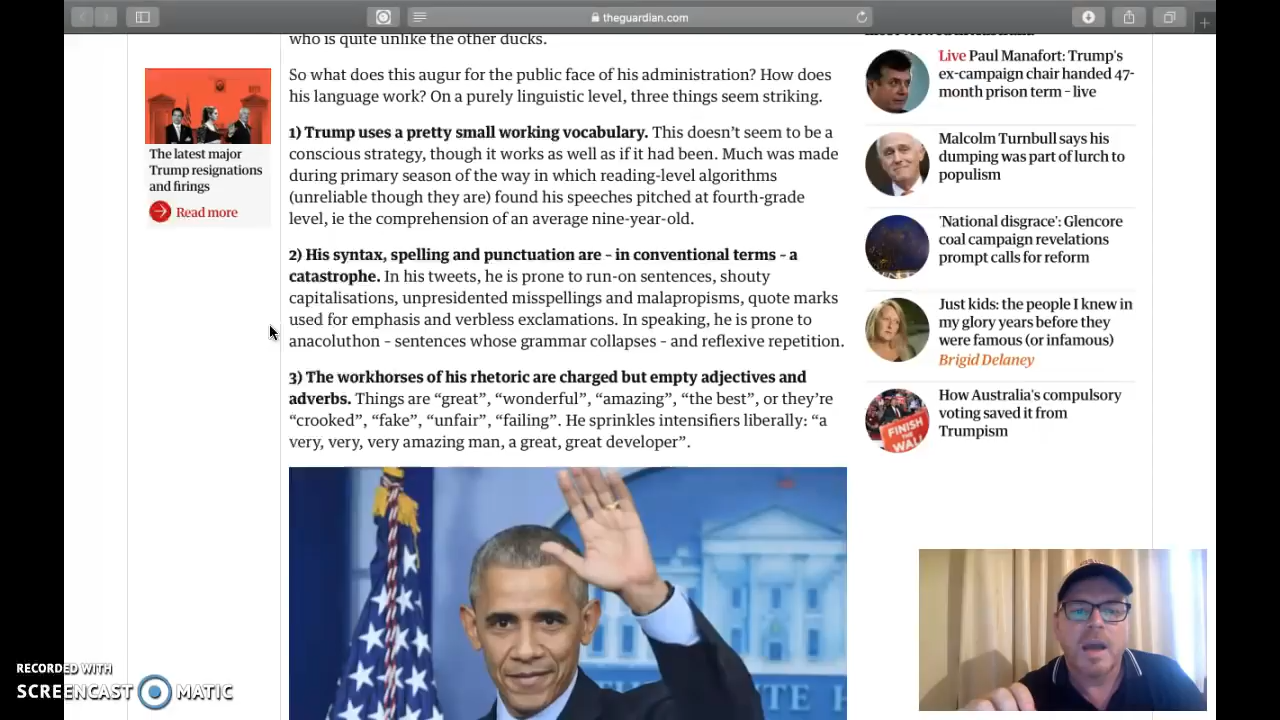 theguardian.com
who is quite unlike the other ducks.
So what does this augur for the public face of his administration? How does
his language work? On a purely linguistic level, three things seem striking.
1) Trump uses a pretty small working vocabulary. This doesn’t seem to be a
conscious strategy, though it works as well as if it had been. Much was made
during primary season of the way in which reading-level algorithms
(unreliable though they are) found his speeches pitched at fourth-grade
level, ie the comprehension of an average nine-year-old.
2) His syntax, spelling and punctuation are – in conventional terms – a
catastrophe. In his tweets, he is prone to run-on sentences, shouty
capitalisations, unpresidented misspellings and malapropisms, quote marks
used for emphasis and verbless exclamations. In speaking, he is prone to
anacoluthon – sentences whose grammar collapses – and reflexive repetition.
3) The workhorses of his rhetoric are charged but empty adjectives and
adverbs. Things are “great”, “wonderful”, “amazing”, “the best”, or they’re
“crooked”, “fake”, “unfair”, “failing”. He sprinkles intensifiers liberally: “a
very, very, very amazing man, a great, great developer”.
The latest major
Trump resignations
and firings
Read more
Live Paul Manafort: Trump's
ex-campaign chair handed 47-
month prison term – live
Malcolm Turnbull says his
dumping was part of lurch to
populism
'National disgrace': Glencore
coal campaign revelations
prompt calls for reform
Just kids: the people I knew in
my glory years before they
were famous (or infamous)
Brigid Delaney
How Australia's compulsory
voting saved it from
Trumpism
FINISH
THE
WALL
TE HOUSE
RECORDED WITH
SCREENCAST MATIC